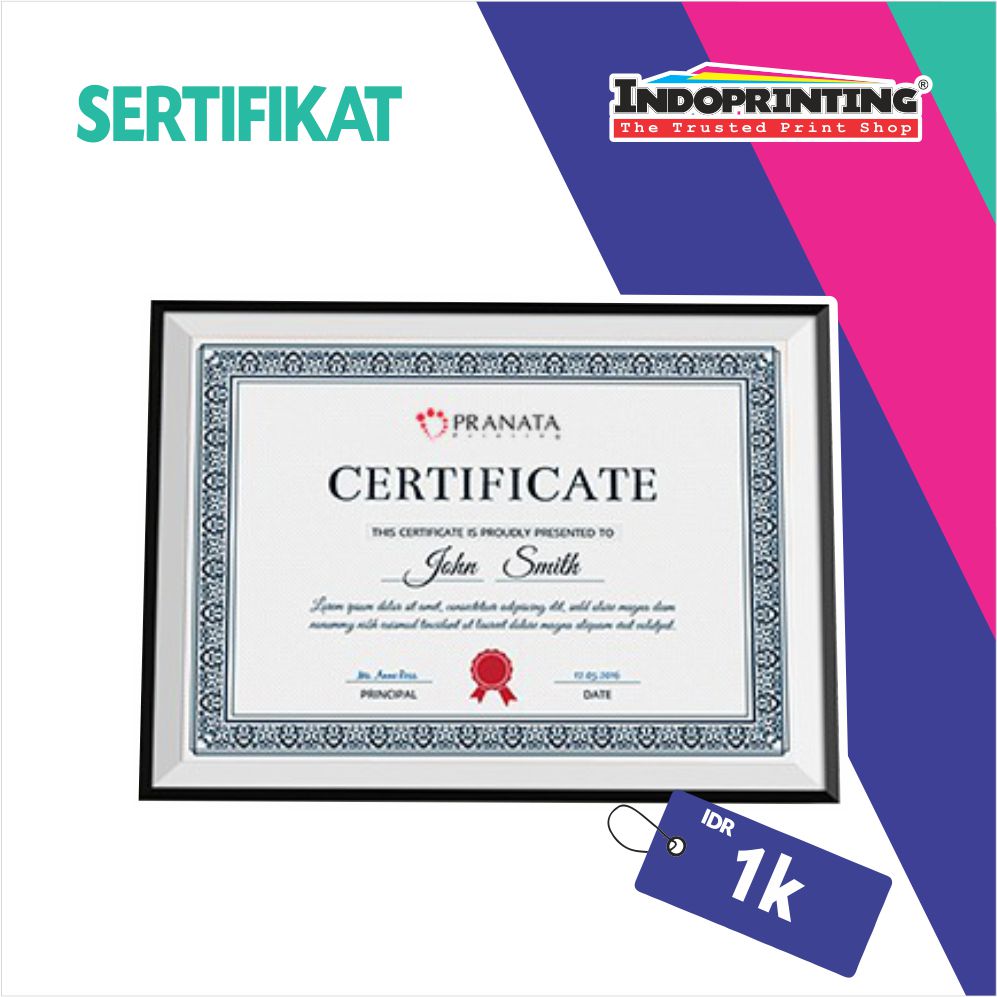 SERTIFIKAT
INDOPRINTING®
The Trusted Print Shop
PRANATA
Printing
CERTIFICATE
THIS CERTIFICATE IS PROUDLY PRESENTED TO
John Smith
Lorem ipsum dolor sit amet, consectetuer adipiscing elit, sedd diam magna diam
nonummy nibh euismod tincidunt ut laoreet dolore magna aliquam erat volutpat.
Mrs. Anne Ross 17.05.2016
PRINCIPAL DATE
IDR
1k